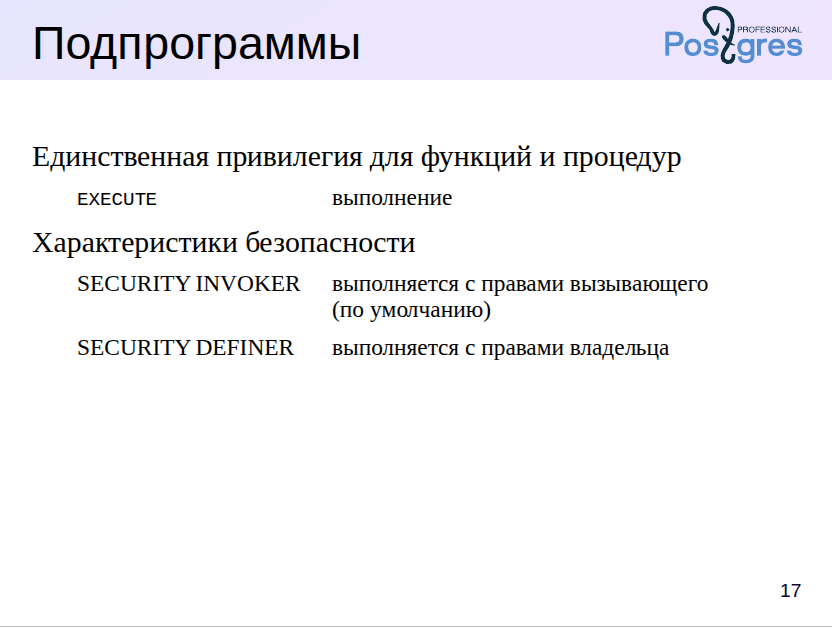 Подпрограммы
PROFESSIONAL
Postgres
Единственная привилегия для функций и процедур
EXECUTE выполнение
Характеристики безопасности
SECURITY INVOKER выполняется с правами вызывающего
(по умолчанию)
SECURITY DEFINER выполняется с правами владельца
17